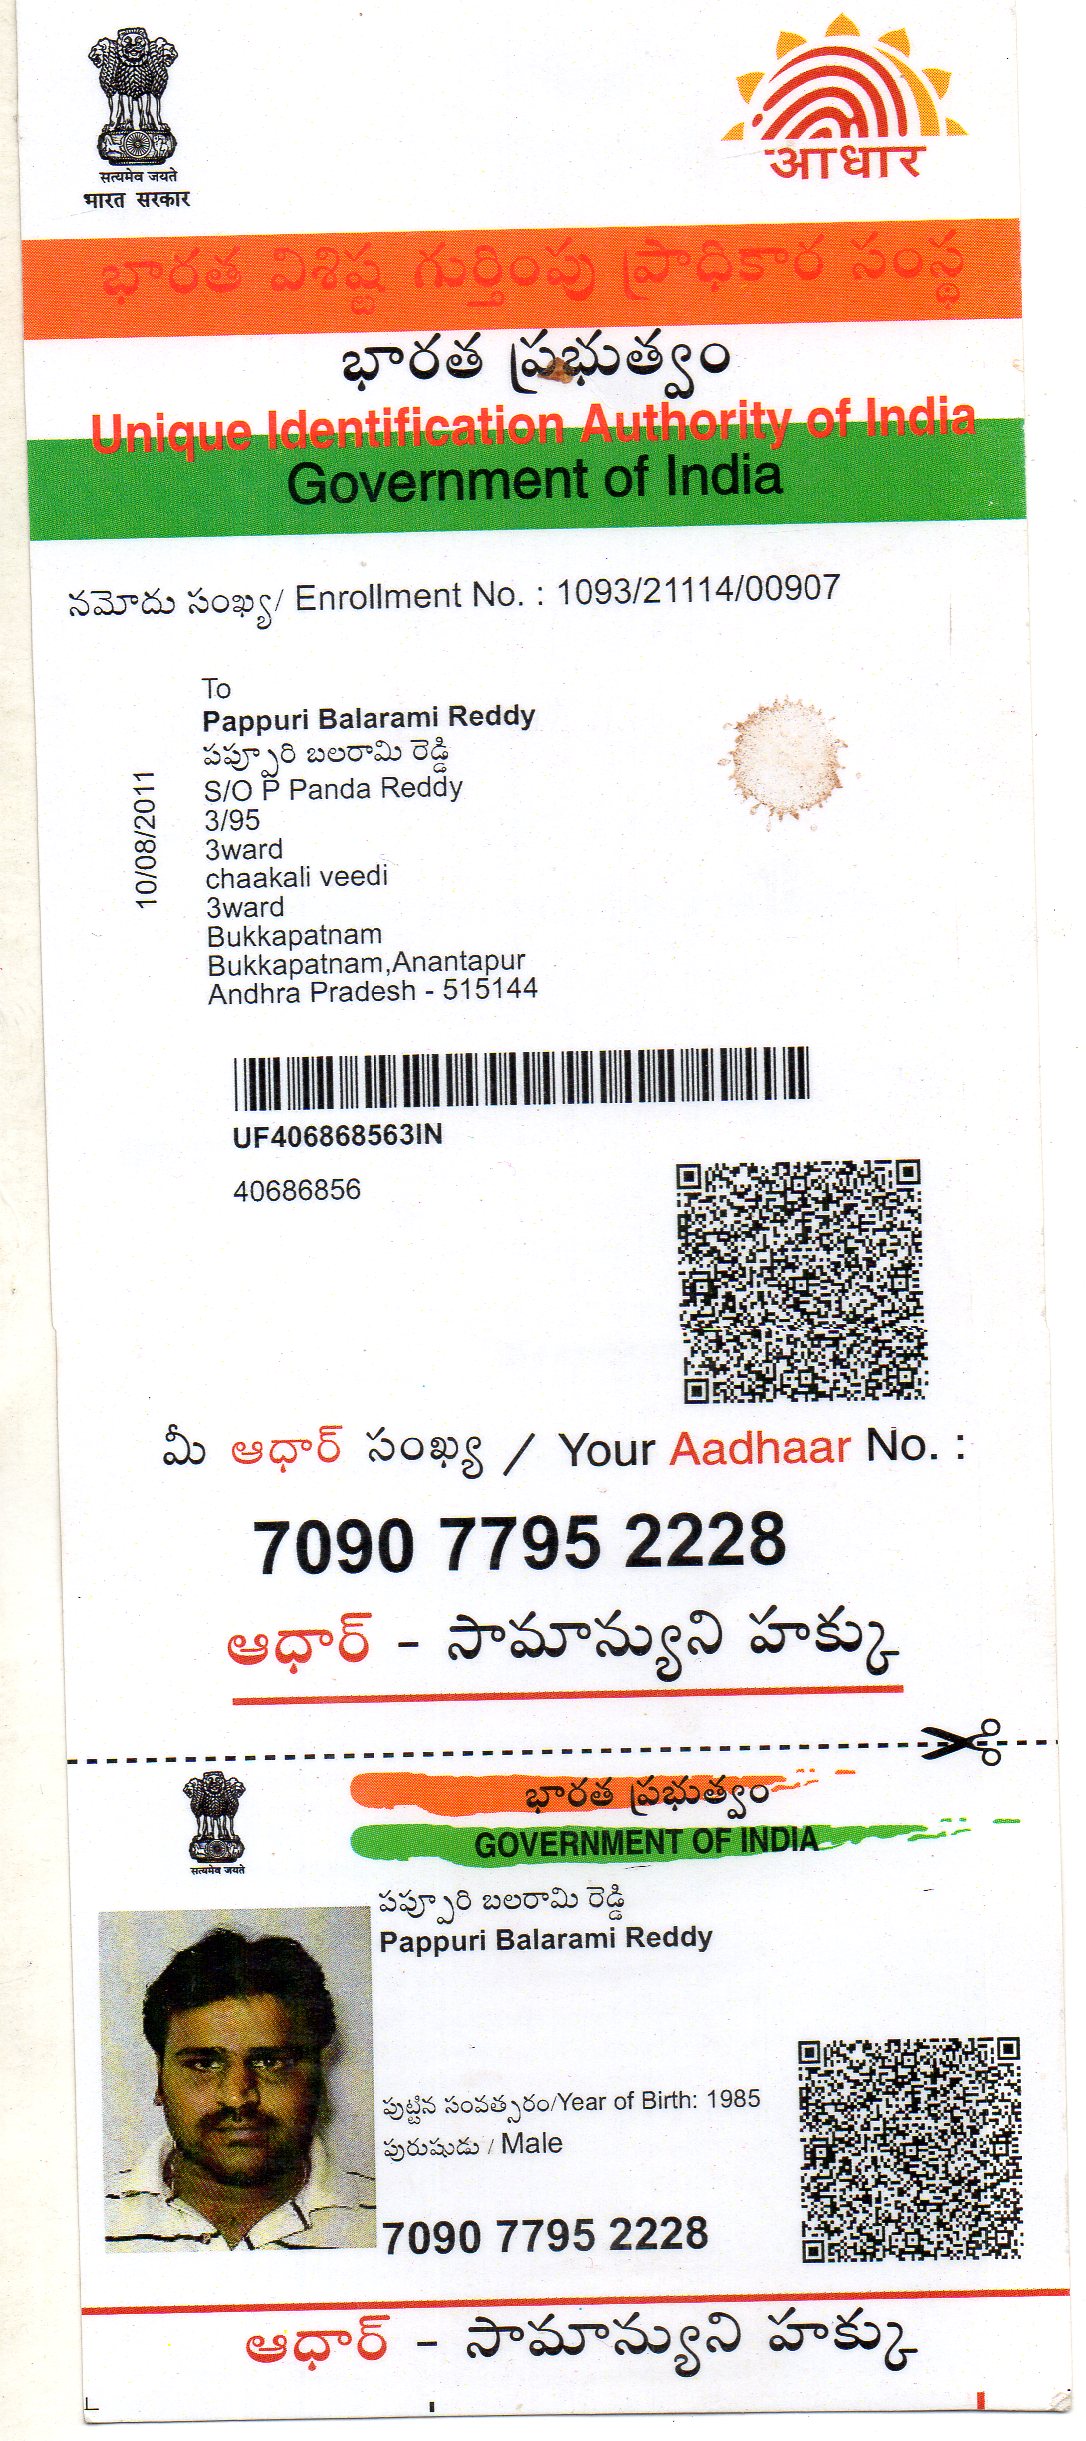 सत्यमेव जयते
भारत सरकार
आधार
భారత విశిష్ట గుర్తింపు ప్రాధికార సంస్థ
భారత ప్రభుత్వం
Unique Identification Authority of India
Government of India
నమోదు సంఖ్య/ Enrollment No. : 1093/21114/00907
10/08/2011
To
Pappuri Balarami Reddy
పప్పూరి బలరామి రెడ్డి
S/O P Panda Reddy
3/95
3ward
chaakali veedi
3ward
Bukkapatnam
Bukkapatnam,Anantapur
Andhra Pradesh - 515144
UF406868563IN
40686856
మీ ఆధార్ సంఖ్య / Your Aadhaar No. :
7090 7795 2228
ఆధార్ - సామాన్యుని హక్కు
सत्यमेव जयते
భారత ప్రభుత్వం
GOVERNMENT OF INDIA
పప్పూరి బలరామి రెడ్డి
Pappuri Balarami Reddy
పుట్టిన సంవత్సరం/Year of Birth: 1985
పురుషుడు / Male
7090 7795 2228
ఆధార్ - సామాన్యుని హక్కు